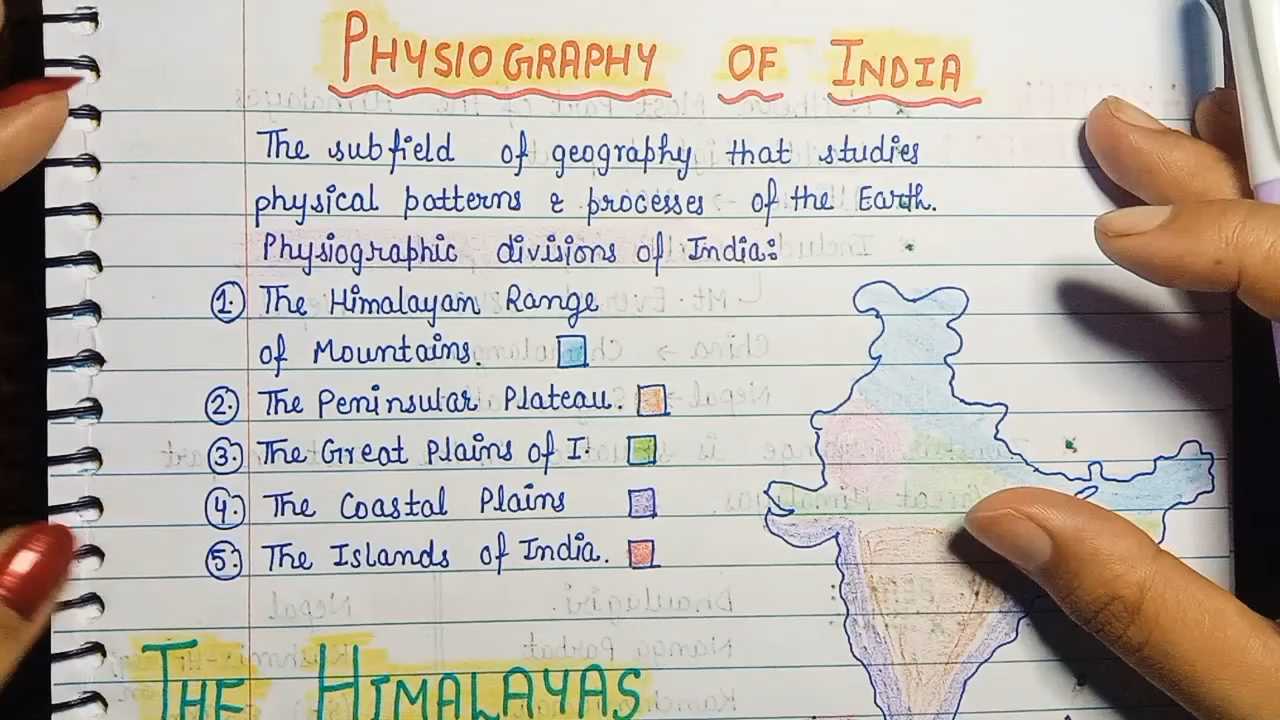 PHYSIOGRAPHY OF INDIA
The subfield of geography that studies
physical patterns & processes of the Earth.
Physiographic divisions of India:
1. The Himalayan Range
of Mountains.
2. The Peninsular Plateau.
3. The Great Plains of I.
4. The Coastal Plains
5. The Islands of India.
THE HIMALAYAS